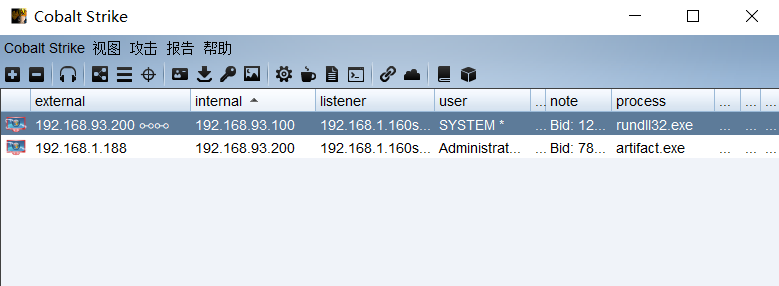 Cobalt Strike
Cobalt Strike 视图 攻击 报告 帮助
external internal listener ... user ... note process ... ... ...
192.168.93.200 192.168.93.100 192.168.1.160s... SYSTEM * ... Bid: 12... rundll32.exe ... ... ...
192.168.1.188 192.168.93.200 192.168.1.160s... Administrat... ... Bid: 78... artifact.exe ... ... ...